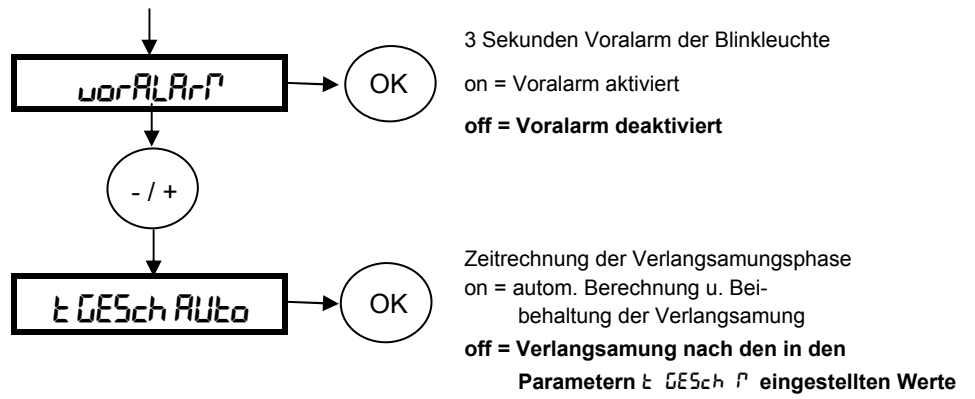 3 Sekunden Voralarm der Blinkleuchte
vorALArM
OK
on = Voralarm aktiviert
off = Voralarm deaktiviert
- / +
Zeitrechnung der Verlangsamungsphase
t GESch AUto
OK
on = autom. Berechnung u. Bei-
behaltung der Verlangsamung
off = Verlangsamung nach den in den
Parametern t GESch M eingestellten Werte